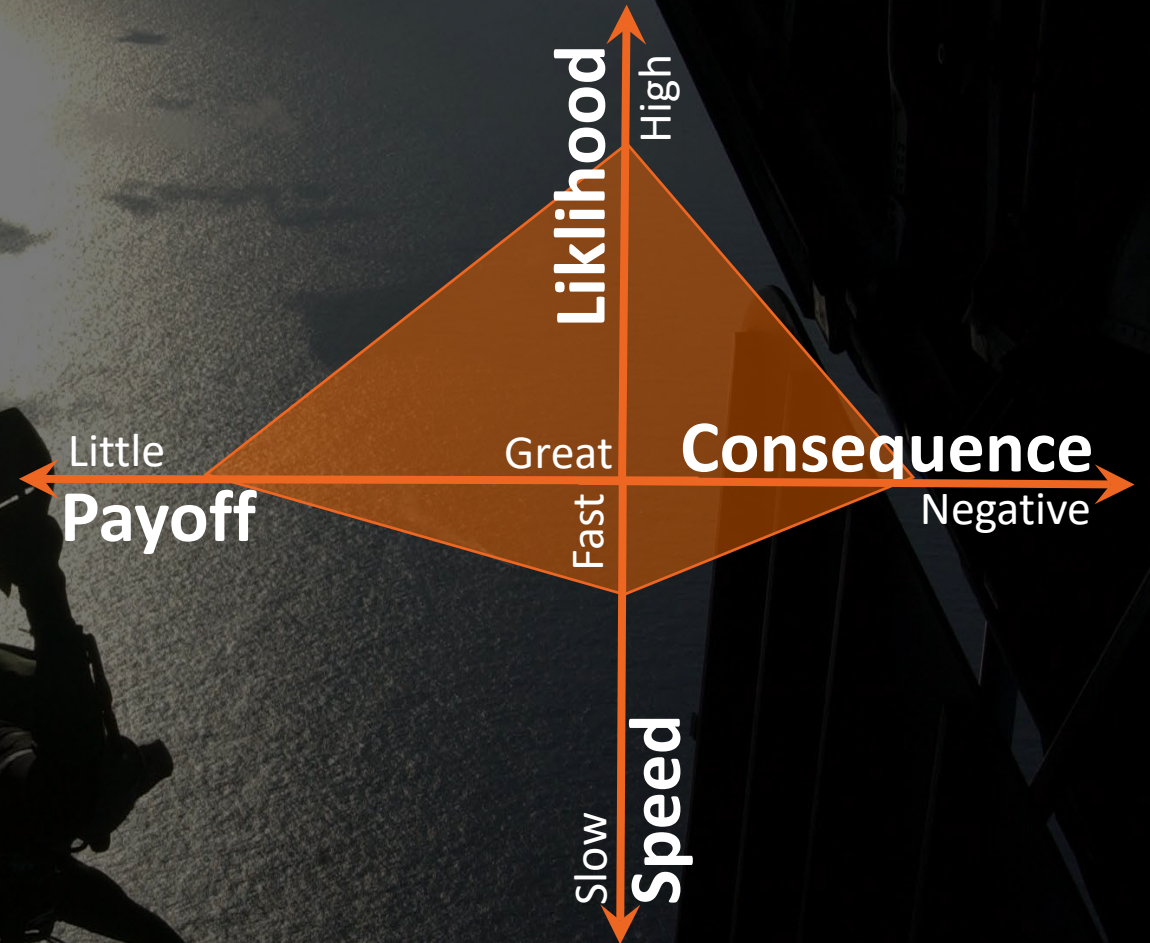 Liklihood
High
Little
Great
Consequence
Payoff
Fast
Negative
Slow
Speed